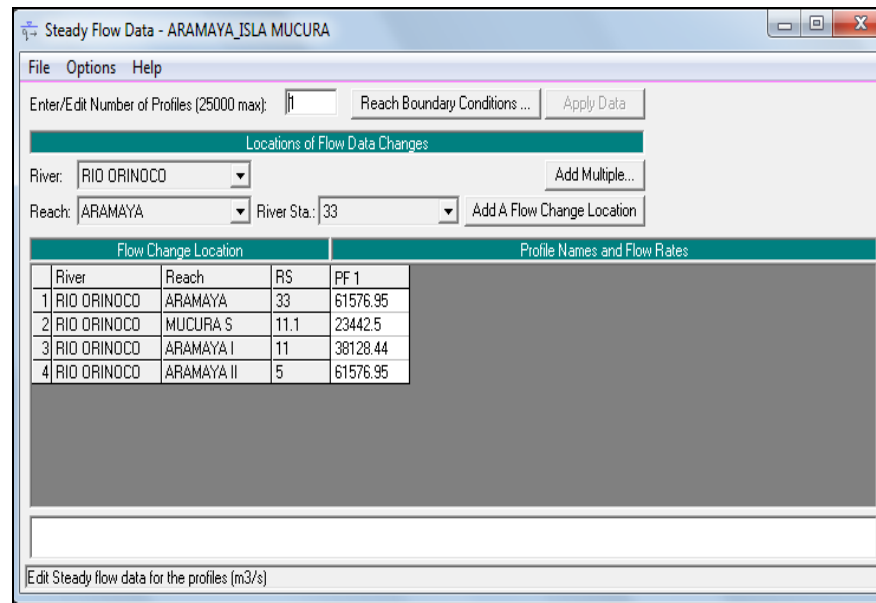 Steady Flow Data - ARAMAYA_ISLA MUCURA
File Options Help
Enter/Edit Number of Profiles (25000 max): 1 Reach Boundary Conditions ... Apply Data
Locations of Flow Data Changes
River: RIO ORINOCO Add Multiple...
Reach: ARAMAYA River Sta.: 33 Add A Flow Change Location
Flow Change Location Profile Names and Flow Rates
River Reach RS PF 1
1 RIO ORINOCO ARAMAYA 33 61576.95
2 RIO ORINOCO MUCURA S 11.1 23442.5
3 RIO ORINOCO ARAMAYA I 11 38128.44
4 RIO ORINOCO ARAMAYA II 5 61576.95
Edit Steady flow data for the profiles (m3/s)